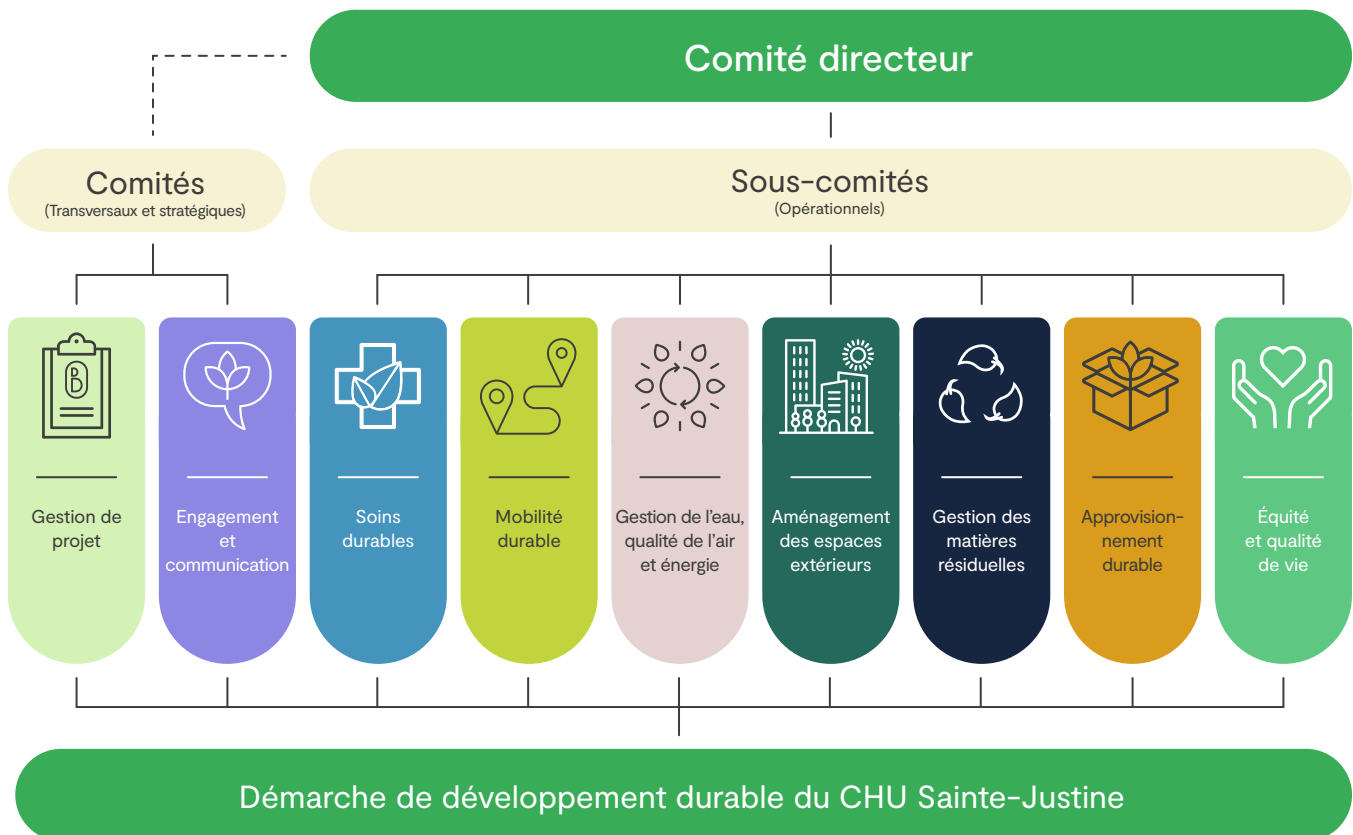 Comité directeur
Comités
(Transversaux et stratégiques)
Sous-comités
(Opérationnels)
Gestion de
projet
Engagement
et
communication
Soins
durables
Mobilité
durable
Gestion de l'eau,
qualité de l'air
et énergie
Aménagement
des espaces
extérieurs
Gestion des
matières
résiduelles
Approvision-
nement
durable
Équité
et qualité
de vie
Démarche de développement durable du CHU Sainte-Justine